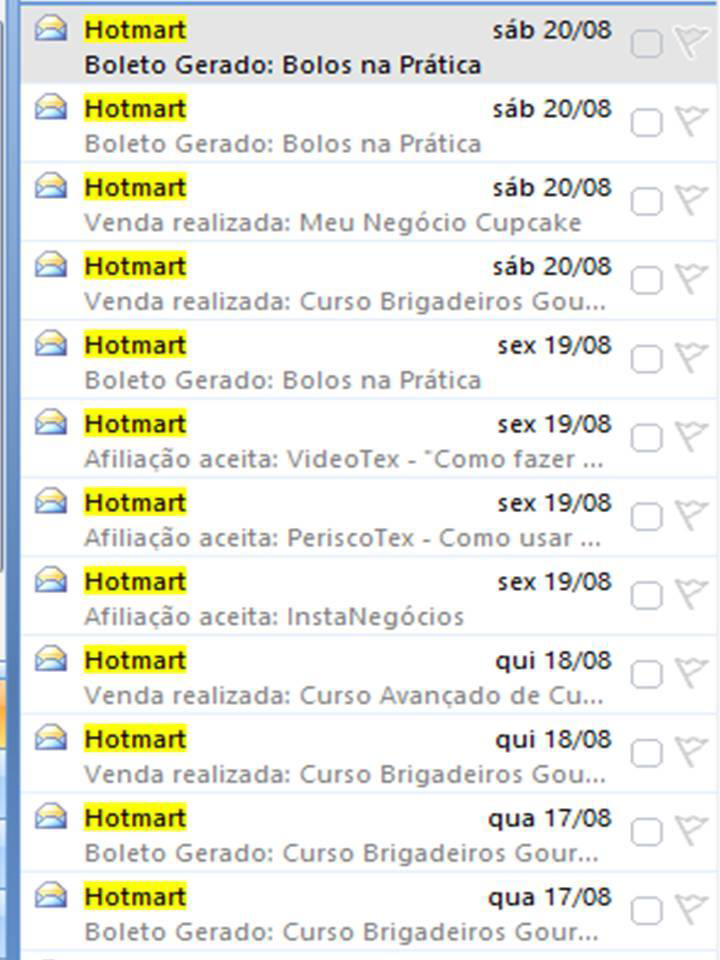 Hotmart sáb 20/08
Boleto Gerado: Bolos na Prática
Hotmart sáb 20/08
Boleto Gerado: Bolos na Prática
Hotmart sáb 20/08
Venda realizada: Meu Negócio Cupcake
Hotmart sáb 20/08
Venda realizada: Curso Brigadeiros Gou...
Hotmart sex 19/08
Boleto Gerado: Bolos na Prática
Hotmart sex 19/08
Afiliação aceita: VideoTex - "Como fazer ...
Hotmart sex 19/08
Afiliação aceita: PeriscoTex - Como usar ...
Hotmart sex 19/08
Afiliação aceita: InstaNegócios
Hotmart qui 18/08
Venda realizada: Curso Avançado de Cu...
Hotmart qui 18/08
Venda realizada: Curso Brigadeiros Gou...
Hotmart qua 17/08
Boleto Gerado: Curso Brigadeiros Gour...
Hotmart qua 17/08
Boleto Gerado: Curso Brigadeiros Gour...